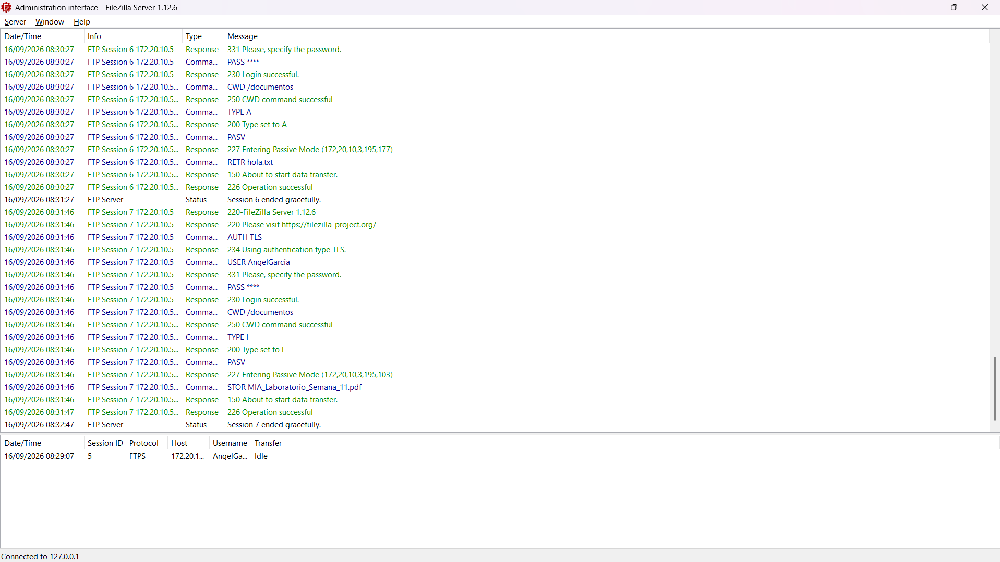 Administration interface - FileZilla Server 1.12.6
Server Window Help
Date/Time Info Type Message
16/09/2026 08:30:27 FTP Session 6 172.20.10.5 Response 331 Please, specify the password.
16/09/2026 08:30:27 FTP Session 6 172.20.10.5 Comma... PASS ****
16/09/2026 08:30:27 FTP Session 6 172.20.10.5 Response 230 Login successful.
16/09/2026 08:30:27 FTP Session 6 172.20.10.5... Comma... CWD /documentos
16/09/2026 08:30:27 FTP Session 6 172.20.10.5... Response 250 CWD command successful
16/09/2026 08:30:27 FTP Session 6 172.20.10.5... Comma... TYPE A
16/09/2026 08:30:27 FTP Session 6 172.20.10.5... Response 200 Type set to A
16/09/2026 08:30:27 FTP Session 6 172.20.10.5... Comma... PASV
16/09/2026 08:30:27 FTP Session 6 172.20.10.5... Response 227 Entering Passive Mode (172,20,10,3,195,177)
16/09/2026 08:30:27 FTP Session 6 172.20.10.5... Comma... RETR hola.txt
16/09/2026 08:30:27 FTP Session 6 172.20.10.5... Response 150 About to start data transfer.
16/09/2026 08:30:27 FTP Session 6 172.20.10.5... Response 226 Operation successful
16/09/2026 08:31:27 FTP Server Status Session 6 ended gracefully.
16/09/2026 08:31:46 FTP Session 7 172.20.10.5 Response 220-FileZilla Server 1.12.6
16/09/2026 08:31:46 FTP Session 7 172.20.10.5 Response 220 Please visit https://filezilla-project.org/
16/09/2026 08:31:46 FTP Session 7 172.20.10.5 Comma... AUTH TLS
16/09/2026 08:31:46 FTP Session 7 172.20.10.5 Response 234 Using authentication type TLS.
16/09/2026 08:31:46 FTP Session 7 172.20.10.5 Comma... USER AngelGarcia
16/09/2026 08:31:46 FTP Session 7 172.20.10.5 Response 331 Please, specify the password.
16/09/2026 08:31:46 FTP Session 7 172.20.10.5 Comma... PASS ****
16/09/2026 08:31:46 FTP Session 7 172.20.10.5 Response 230 Login successful.
16/09/2026 08:31:46 FTP Session 7 172.20.10.5... Comma... CWD /documentos
16/09/2026 08:31:46 FTP Session 7 172.20.10.5... Response 250 CWD command successful
16/09/2026 08:31:46 FTP Session 7 172.20.10.5... Comma... TYPE I
16/09/2026 08:31:46 FTP Session 7 172.20.10.5... Response 200 Type set to I
16/09/2026 08:31:46 FTP Session 7 172.20.10.5... Comma... PASV
16/09/2026 08:31:46 FTP Session 7 172.20.10.5... Response 227 Entering Passive Mode (172,20,10,3,195,103)
16/09/2026 08:31:46 FTP Session 7 172.20.10.5... Comma... STOR MIA_Laboratorio_Semana_11.pdf
16/09/2026 08:31:46 FTP Session 7 172.20.10.5... Response 150 About to start data transfer.
16/09/2026 08:31:47 FTP Session 7 172.20.10.5... Response 226 Operation successful
16/09/2026 08:32:47 FTP Server Status Session 7 ended gracefully.
Date/Time Session ID Protocol Host Username Transfer
16/09/2026 08:29:07 5 FTPS 172.20.1... AngelGa... Idle
Connected to 127.0.0.1